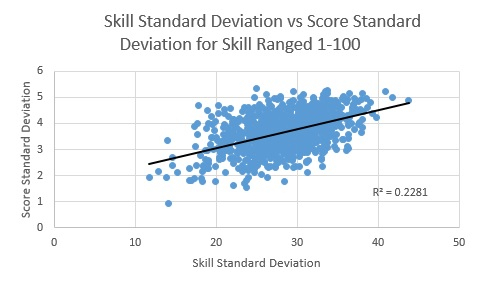 Skill Standard Deviation vs Score Standard
Deviation for Skill Ranged 1-100
Score Standard Deviation
6
5
4
3
2
1
0
R² = 0.2281
0 10 20 30 40 50
Skill Standard Deviation